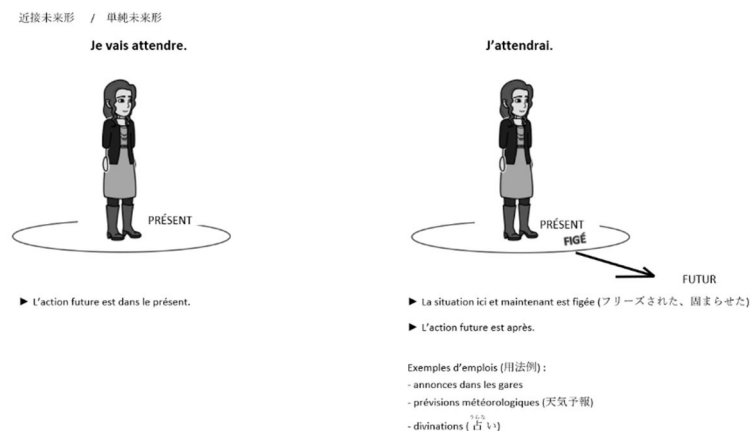 近接未来形 / 単純未来形
Je vais attendre.
PRÉSENT
► L'action future est dans le présent.
J'attendrai.
PRÉSENT
FIGÉ
FUTUR
► La situation ici et maintenant est figée (フリーズされた、固まらせた)
► L'action future est après.
Exemples d'emplois (用法例) :
- annonces dans les gares
- prévisions météorologiques (天気予報)
うらな
- divinations (占い)